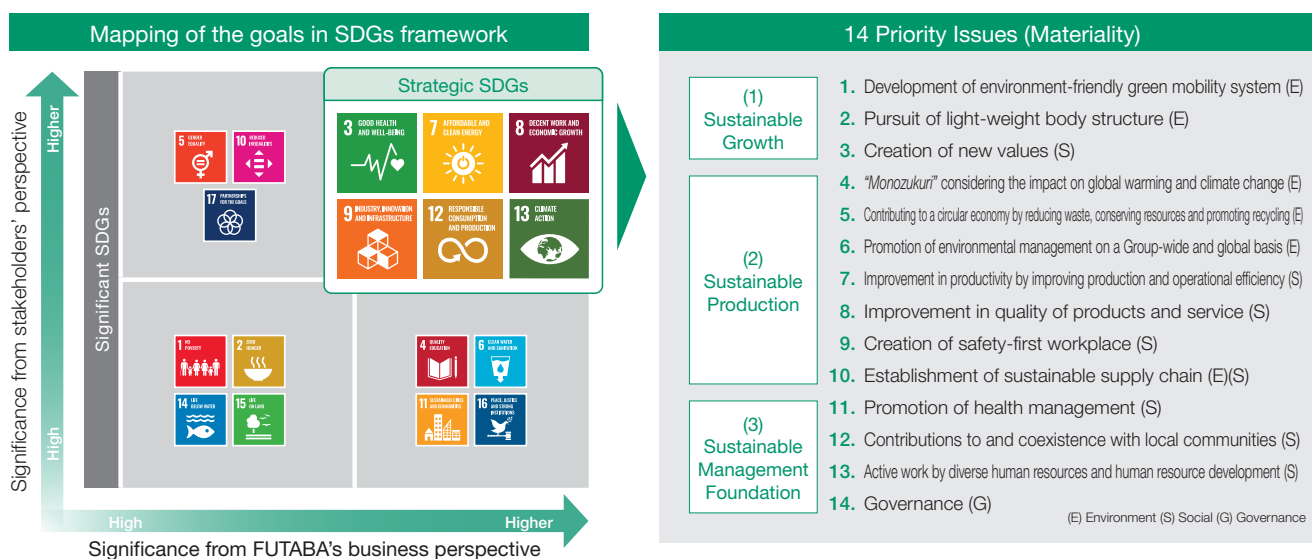 Mapping of the goals in SDGs framework
Significance from stakeholders' perspective
Higher
High
Significant SDGs
5 GENDER
EQUALITY
10 REDUCED
INEQUALITIES
17 PARTNERSHIPS
FOR THE GOALS
Strategic SDGs
3 GOOD HEALTH
AND WELL-BEING
7 AFFORDABLE AND
CLEAN ENERGY
8 DECENT WORK AND
ECONOMIC GROWTH
9 INDUSTRY, INNOVATION
AND INFRASTRUCTURE
12 RESPONSIBLE
CONSUMPTION
AND PRODUCTION
13 CLIMATE
ACTION
1 NO
POVERTY
2 ZERO
HUNGER
14 LIFE
BELOW WATER
15 LIFE
ON LAND
4 QUALITY
EDUCATION
6 CLEAN WATER
AND SANITATION
11 SUSTAINABLE CITIES
AND COMMUNITIES
16 PEACE, JUSTICE
AND STRONG
INSTITUTIONS
High
Higher
Significance from FUTABA's business perspective
14 Priority Issues (Materiality)
(1)
Sustainable
Growth
1. Development of environment-friendly green mobility system (E)
2. Pursuit of light-weight body structure (E)
3. Creation of new values (S)
(2)
Sustainable
Production
4. "Monozukuri" considering the impact on global warming and climate change (E)
5. Contributing to a circular economy by reducing waste, conserving resources and promoting recycling (E)
6. Promotion of environmental management on a Group-wide and global basis (E)
7. Improvement in productivity by improving production and operational efficiency (S)
8. Improvement in quality of products and service (S)
9. Creation of safety-first workplace (S)
10. Establishment of sustainable supply chain (E)(S)
(3)
Sustainable
Management
Foundation
11. Promotion of health management (S)
12. Contributions to and coexistence with local communities (S)
13. Active work by diverse human resources and human resource development (S)
14. Governance (G)
(E) Environment (S) Social (G) Governance